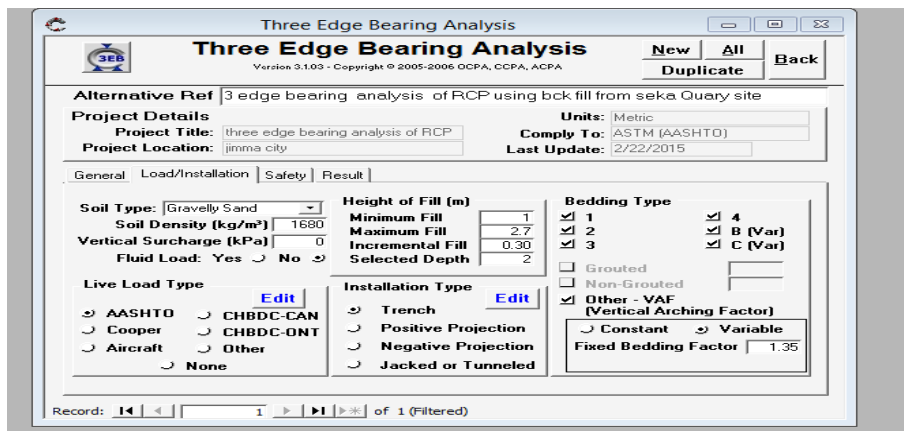 Three Edge Bearing Analysis
3EB
Three Edge Bearing Analysis
Version 3.1.03 - Copyright © 2005-2006 OCPA, CCPA, ACPA
New All
Duplicate
Back
Alternative Ref 3 edge bearing analysis of RCP using bck fill from seka Quary site
Project Details
Project Title: three edge bearing analysis of RCP
Project Location: jimma city
Units: Metric
Comply To: ASTM (AASHTO)
Last Update: 2/22/2015
General Load/Installation Safety Result
Soil Type: Gravelly Sand
Soil Density (kg/m³) 1680
Vertical Surcharge (kPa) 0
Fluid Load: Yes No
Height of Fill (m)
Minimum Fill 1
Maximum Fill 2.7
Incremental Fill 0.30
Selected Depth 2
Bedding Type
1 4
2 B (Var)
3 C (Var)
Grouted
Non-Grouted
Other - VAF
(Vertical Arching Factor)
Constant Variable
Fixed Bedding Factor 1.35
Live Load Type
Edit
AASHTO CHBDC-CAN
Cooper CHBDC-ONT
Aircraft Other
None
Installation Type
Edit
Trench
Positive Projection
Negative Projection
Jacked or Tunneled
Record: 1 of 1 (Filtered)